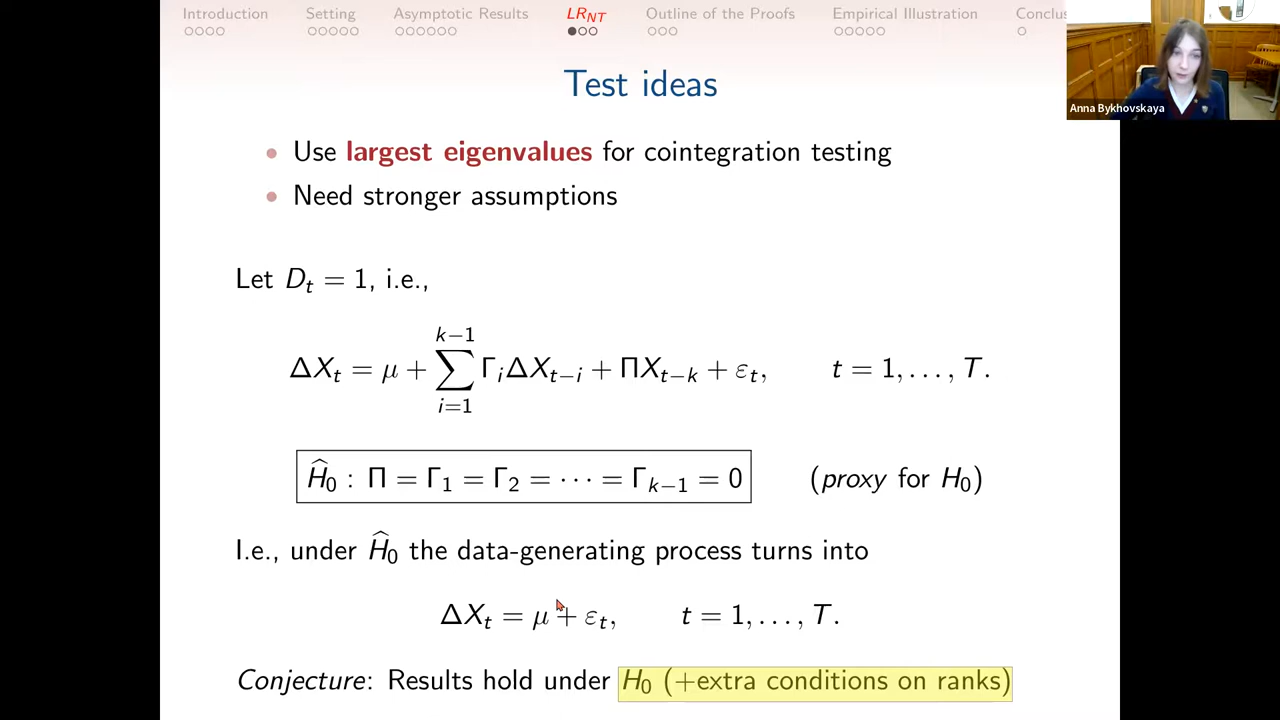 Introduction Setting Asymptotic Results LR_NT Outline of the Proofs Empirical Illustration Conclus
Anna Bykhovskaya
Test ideas
• Use largest eigenvalues for cointegration testing
• Need stronger assumptions
Let D_t = 1, i.e.,
ΔX_t = μ + ∑_{i=1}^{k−1} Γ_i ΔX_{t−i} + ΠX_{t−k} + ε_t, t = 1, . . . , T.
Ĥ_0 : Π = Γ_1 = Γ_2 = · · · = Γ_{k−1} = 0 (proxy for H_0)
I.e., under Ĥ_0 the data-generating process turns into
ΔX_t = μ + ε_t, t = 1, . . . , T.
Conjecture: Results hold under H_0 (+extra conditions on ranks)